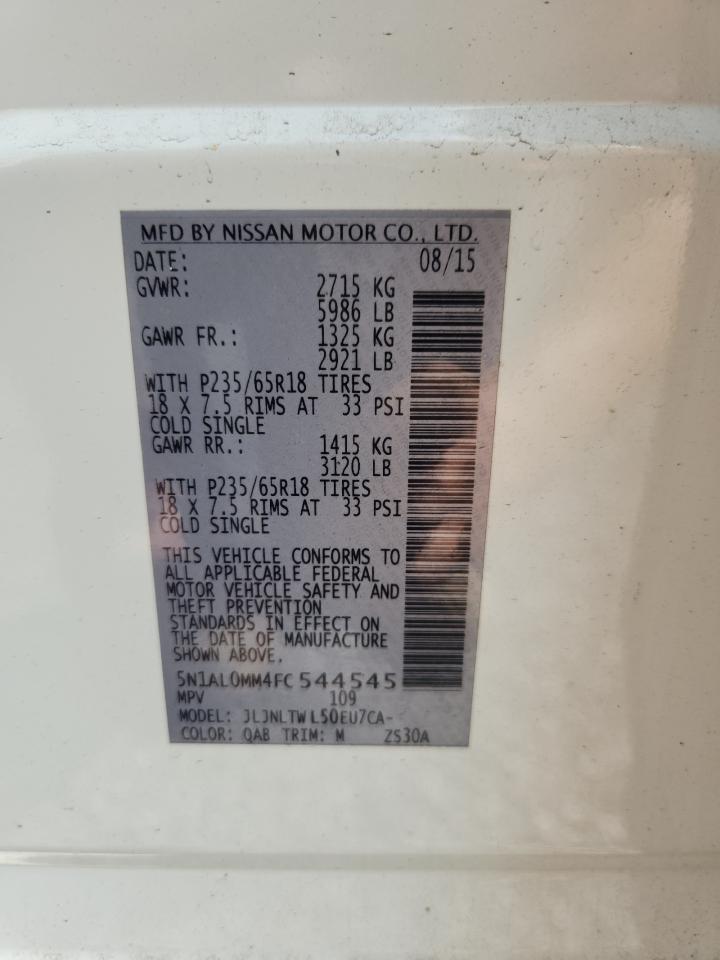 MFD BY NISSAN MOTOR CO., LTD.
DATE: 08/15
GVWR: 2715 KG
5986 LB
GAWR FR.: 1325 KG
2921 LB
WITH P235/65R18 TIRES
18 X 7.5 RIMS AT 33 PSI
COLD SINGLE
GAWR RR.: 1415 KG
3120 LB
WITH P235/65R18 TIRES
18 X 7.5 RIMS AT 33 PSI
COLD SINGLE
THIS VEHICLE CONFORMS TO
ALL APPLICABLE FEDERAL
MOTOR VEHICLE SAFETY AND
THEFT PREVENTION
STANDARDS IN EFFECT ON
THE DATE OF MANUFACTURE
SHOWN ABOVE.
5N1AL0MM4FC544545
MPV 109
MODEL: JLJNLTWL50EU7CA-
COLOR: QAB TRIM: M ZS30A